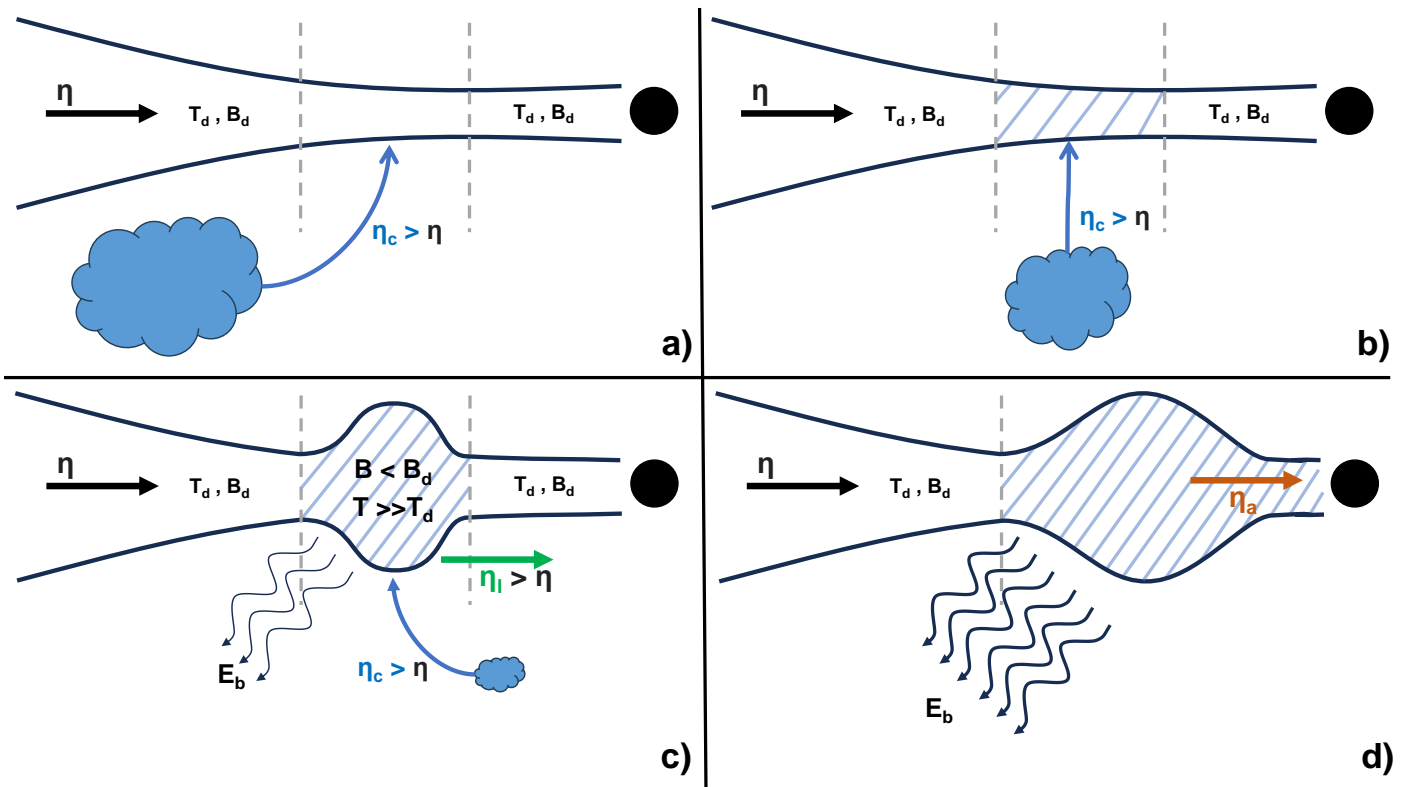 η
T_d , B_d
T_d , B_d
η_c > η
a)
η
T_d , B_d
T_d , B_d
η_c > η
b)
η
T_d , B_d
B < B_d
T >> T_d
T_d , B_d
η_l > η
η_c > η
E_b
c)
η
T_d , B_d
η_a
E_b
d)